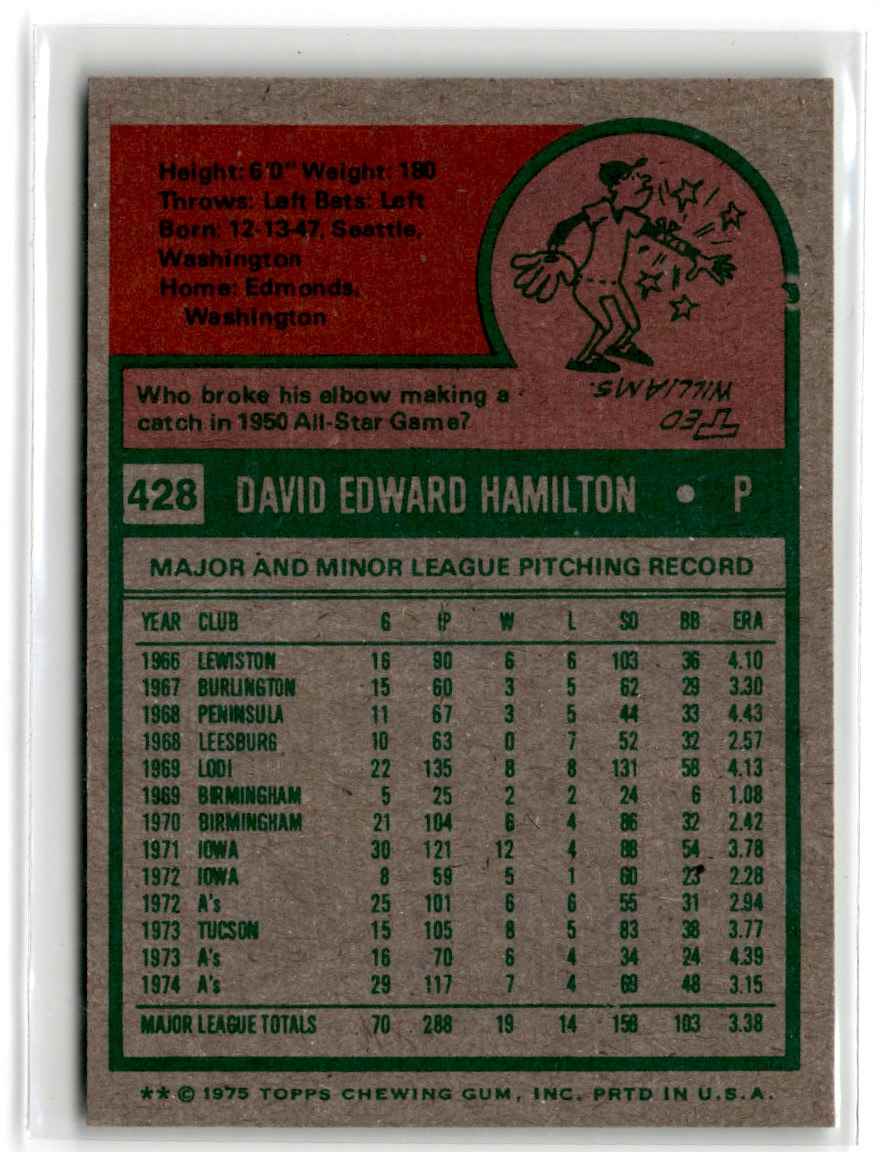 Height: 6'0" Weight: 180
Throws: Left Bats: Left
Born: 12-13-47, Seattle,
Washington
Home: Edmonds,
Washington
TED
WILLIAMS.
Who broke his elbow making a
catch in 1950 All-Star Game?
428 DAVID EDWARD HAMILTON • P
MAJOR AND MINOR LEAGUE PITCHING RECORD
YEAR CLUB G IP W L SO BB ERA
1966 LEWISTON 16 90 6 6 103 36 4.10
1967 BURLINGTON 15 60 3 5 62 29 3.30
1968 PENINSULA 11 67 3 5 44 33 4.43
1968 LEESBURG 10 63 0 7 52 32 2.57
1969 LODI 22 135 8 8 131 58 4.13
1969 BIRMINGHAM 5 25 2 2 24 6 1.08
1970 BIRMINGHAM 21 104 6 4 86 32 2.42
1971 IOWA 30 121 12 4 88 54 3.78
1972 IOWA 8 59 5 1 60 23 2.28
1972 A's 25 101 6 6 55 31 2.94
1973 TUCSON 15 105 8 5 83 38 3.77
1973 A's 16 70 6 4 34 24 4.39
1974 A's 29 117 7 4 69 48 3.15
MAJOR LEAGUE TOTALS 70 288 19 14 158 103 3.38
** © 1975 TOPPS CHEWING GUM, INC. PRTD IN U.S.A.